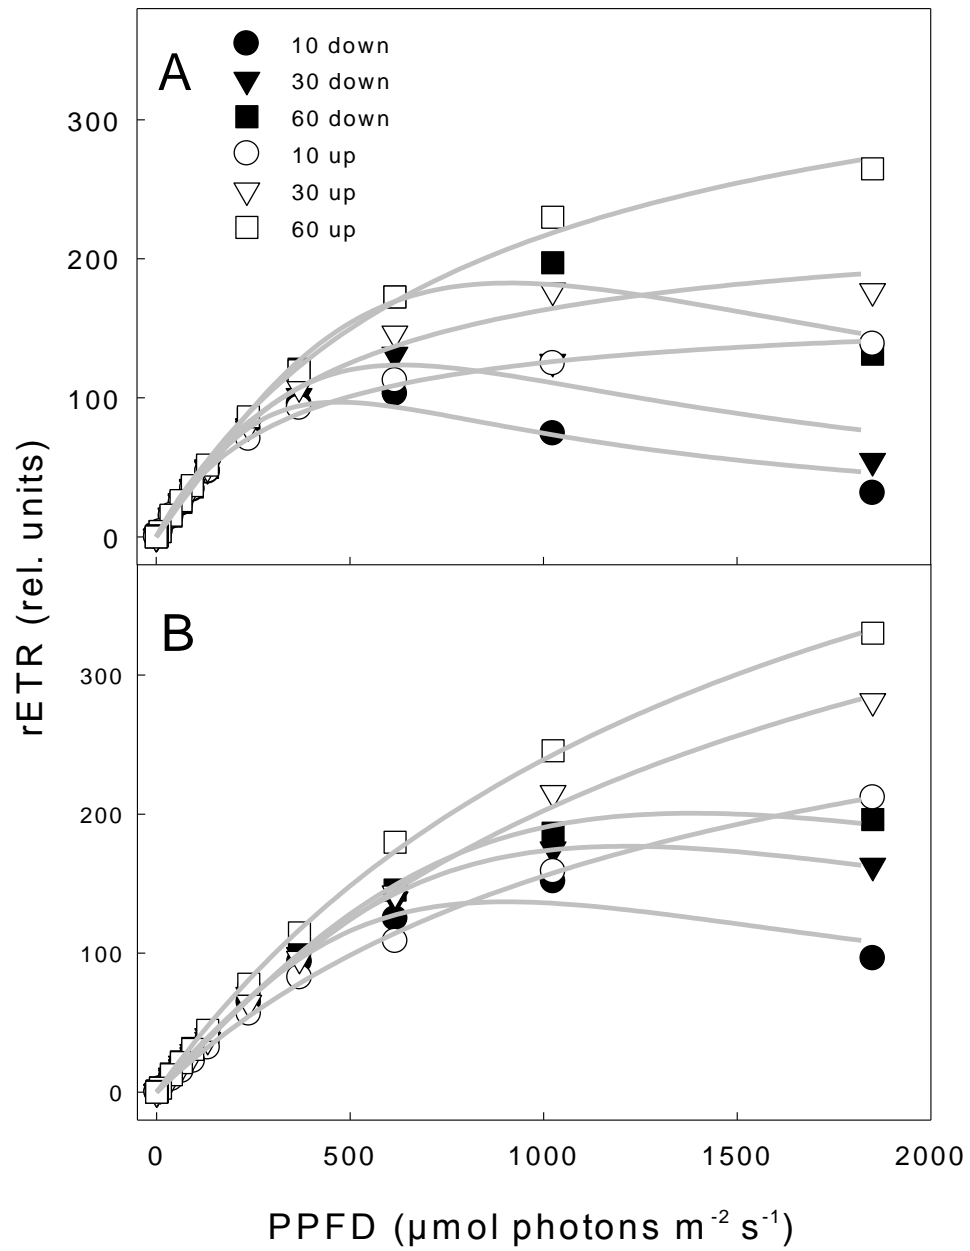 A
10 down
30 down
60 down
10 up
30 up
60 up
300
200
100
0
B
300
200
100
0
0 500 1000 1500 2000
rETR (rel. units)
PPFD (μmol photons m⁻² s⁻¹)